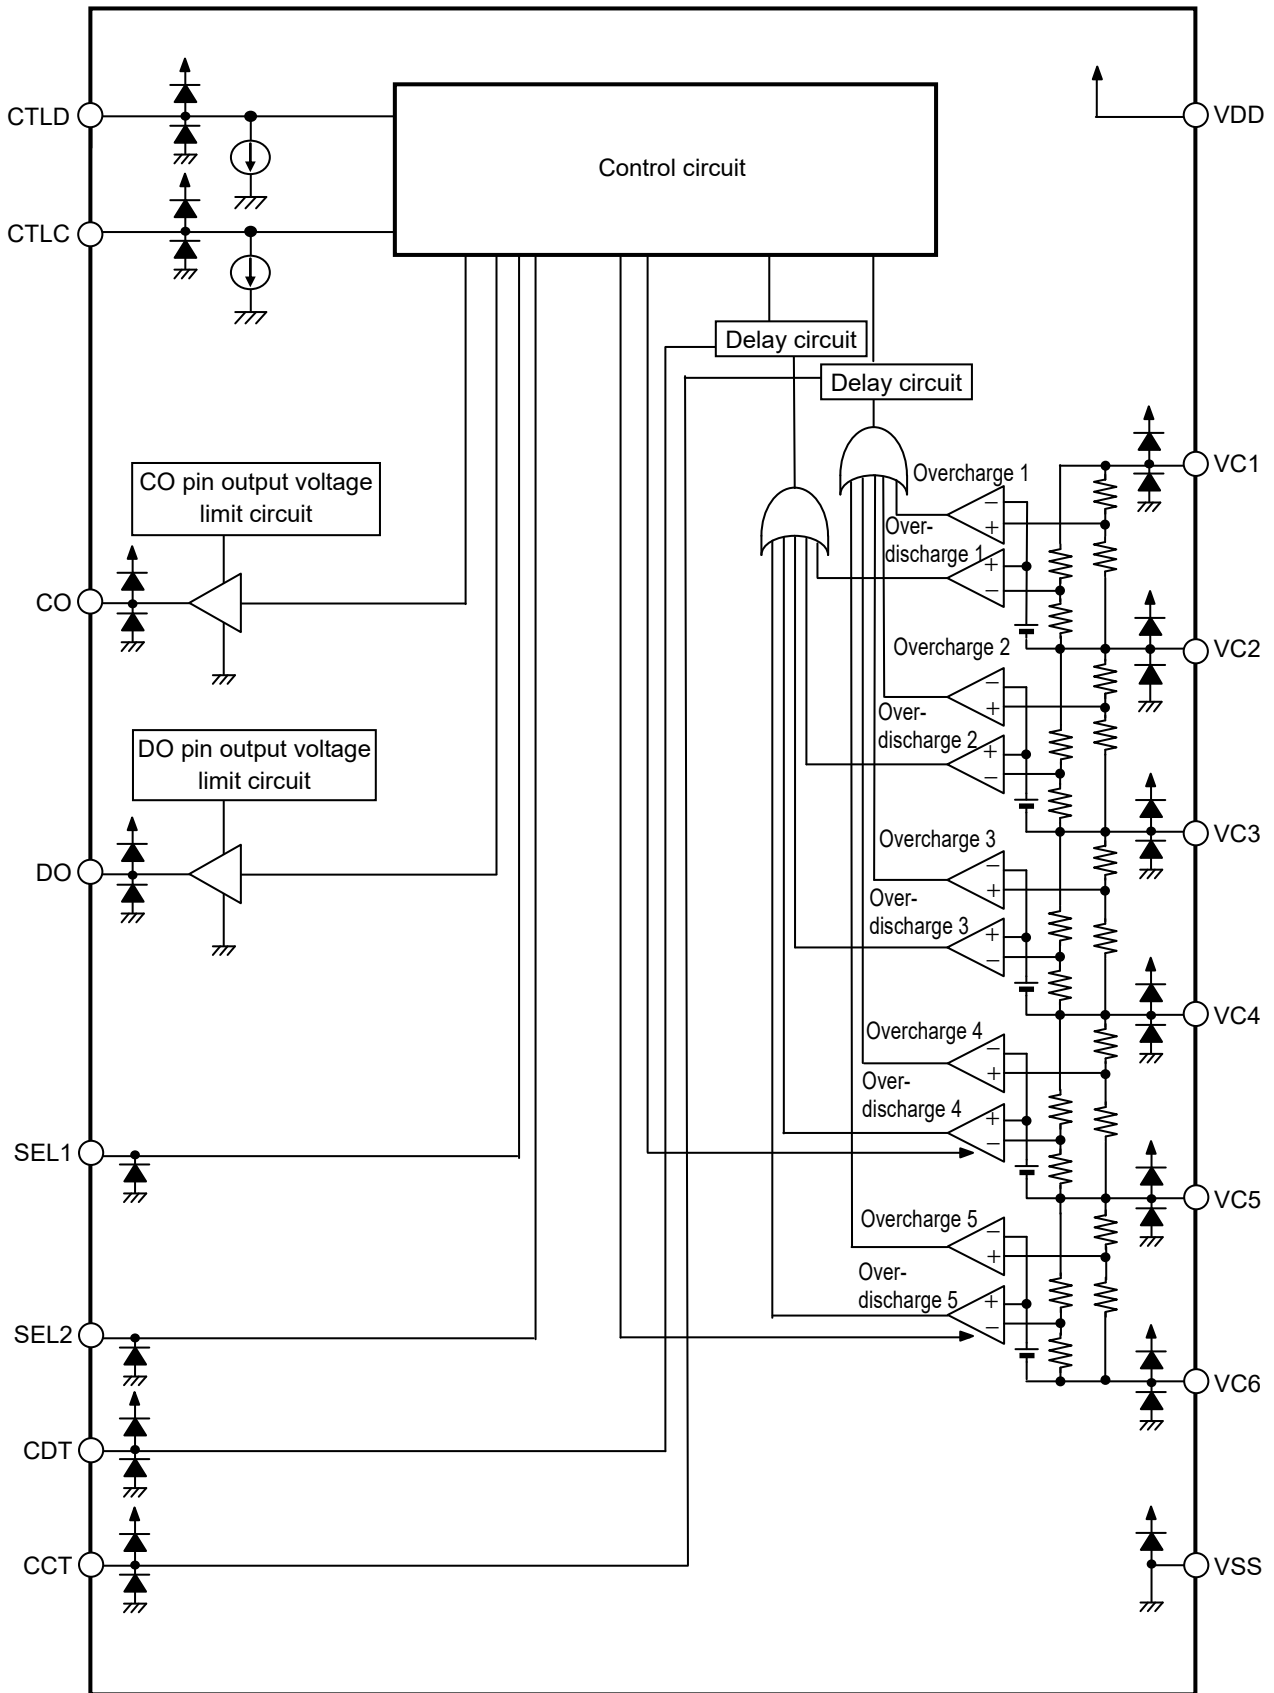 CTLD
VDD
Control circuit
CTLC
Delay circuit
Delay circuit
VC1
CO pin output voltage
limit circuit
Overcharge 1
−
+
Over-
discharge 1
+
−
CO
VC2
Overcharge 2
−
+
Over-
discharge 2
+
−
DO pin output voltage
limit circuit
VC3
Overcharge 3
−
+
DO
Over-
discharge 3
+
−
VC4
Overcharge 4
−
+
Over-
discharge 4
+
−
SEL1
VC5
Overcharge 5
−
+
Over-
discharge 5
+
−
SEL2
VC6
CDT
CCT
VSS